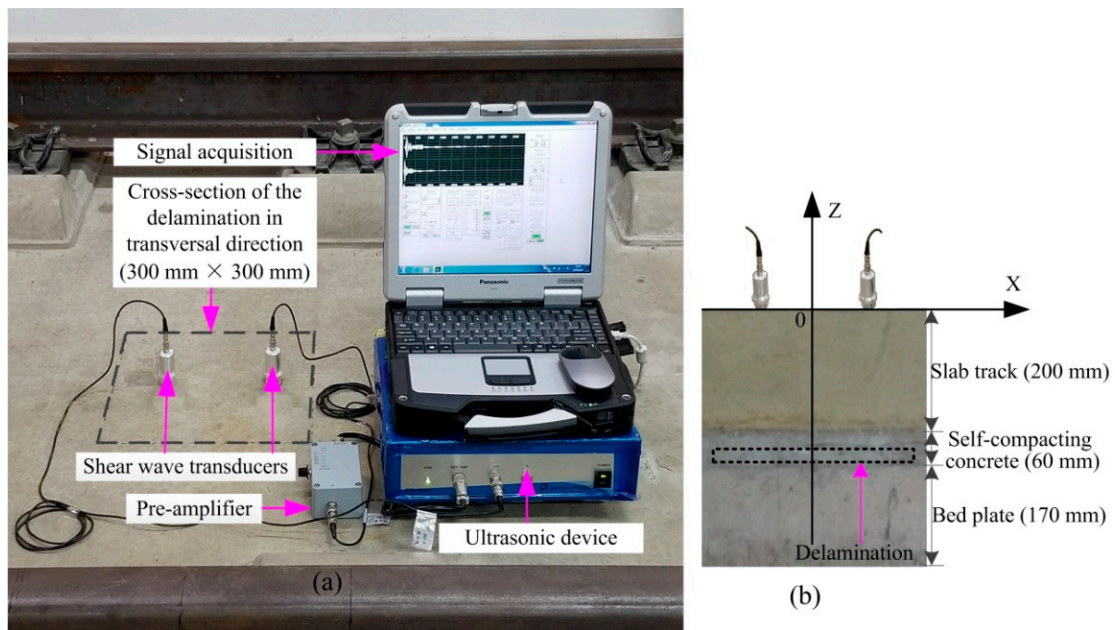 Signal acquisition
Cross-section of the
delamination in
transversal direction
(300 mm × 300 mm)
Panasonic
Shear wave transducers
Pre-amplifier
Ultrasonic device
(a)
Z
X
0
Slab track (200 mm)
Self-compacting
concrete (60 mm)
Bed plate (170 mm)
Delamination
(b)